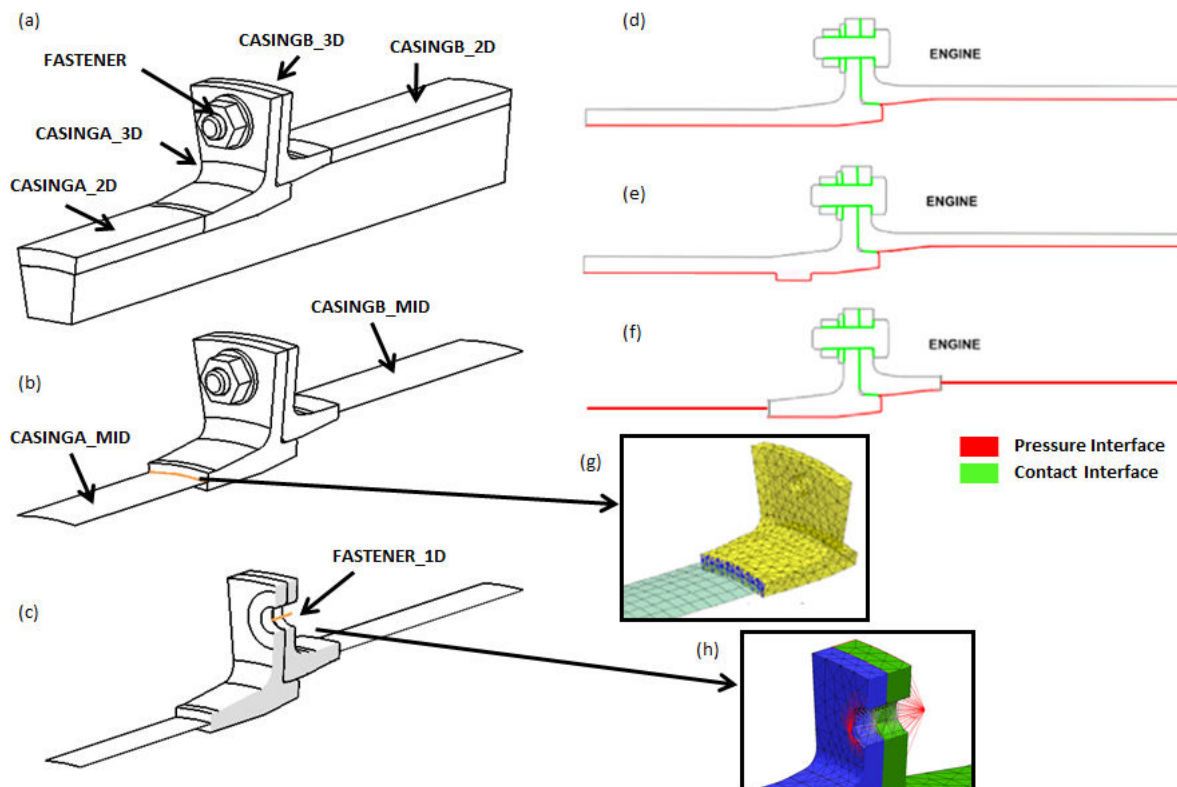 (a)
CASINGB_3D
CASINGB_2D
FASTENER
CASINGA_3D
CASINGA_2D
(b)
CASINGB_MID
CASINGA_MID
(c)
FASTENER_1D
(d)
ENGINE
(e)
ENGINE
(f)
ENGINE
Pressure Interface
Contact Interface
(g)
(h)